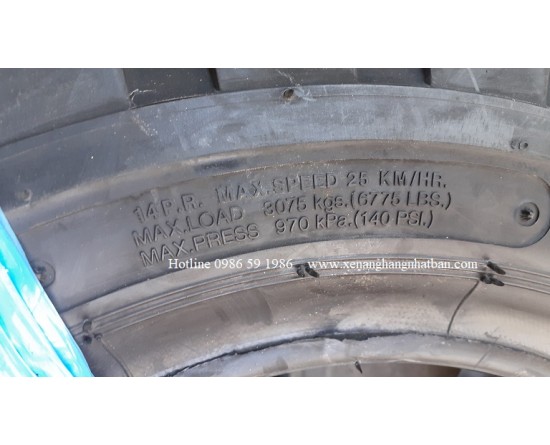 14 P.R. MAX.SPEED 25 KM/HR.
MAX.LOAD 3075 kgs.(6775 LBS.)
MAX.PRESS 970 kPa.(140 PSI.)
Hotline 0986 59 1986 - www.xenanghangnhatban.com